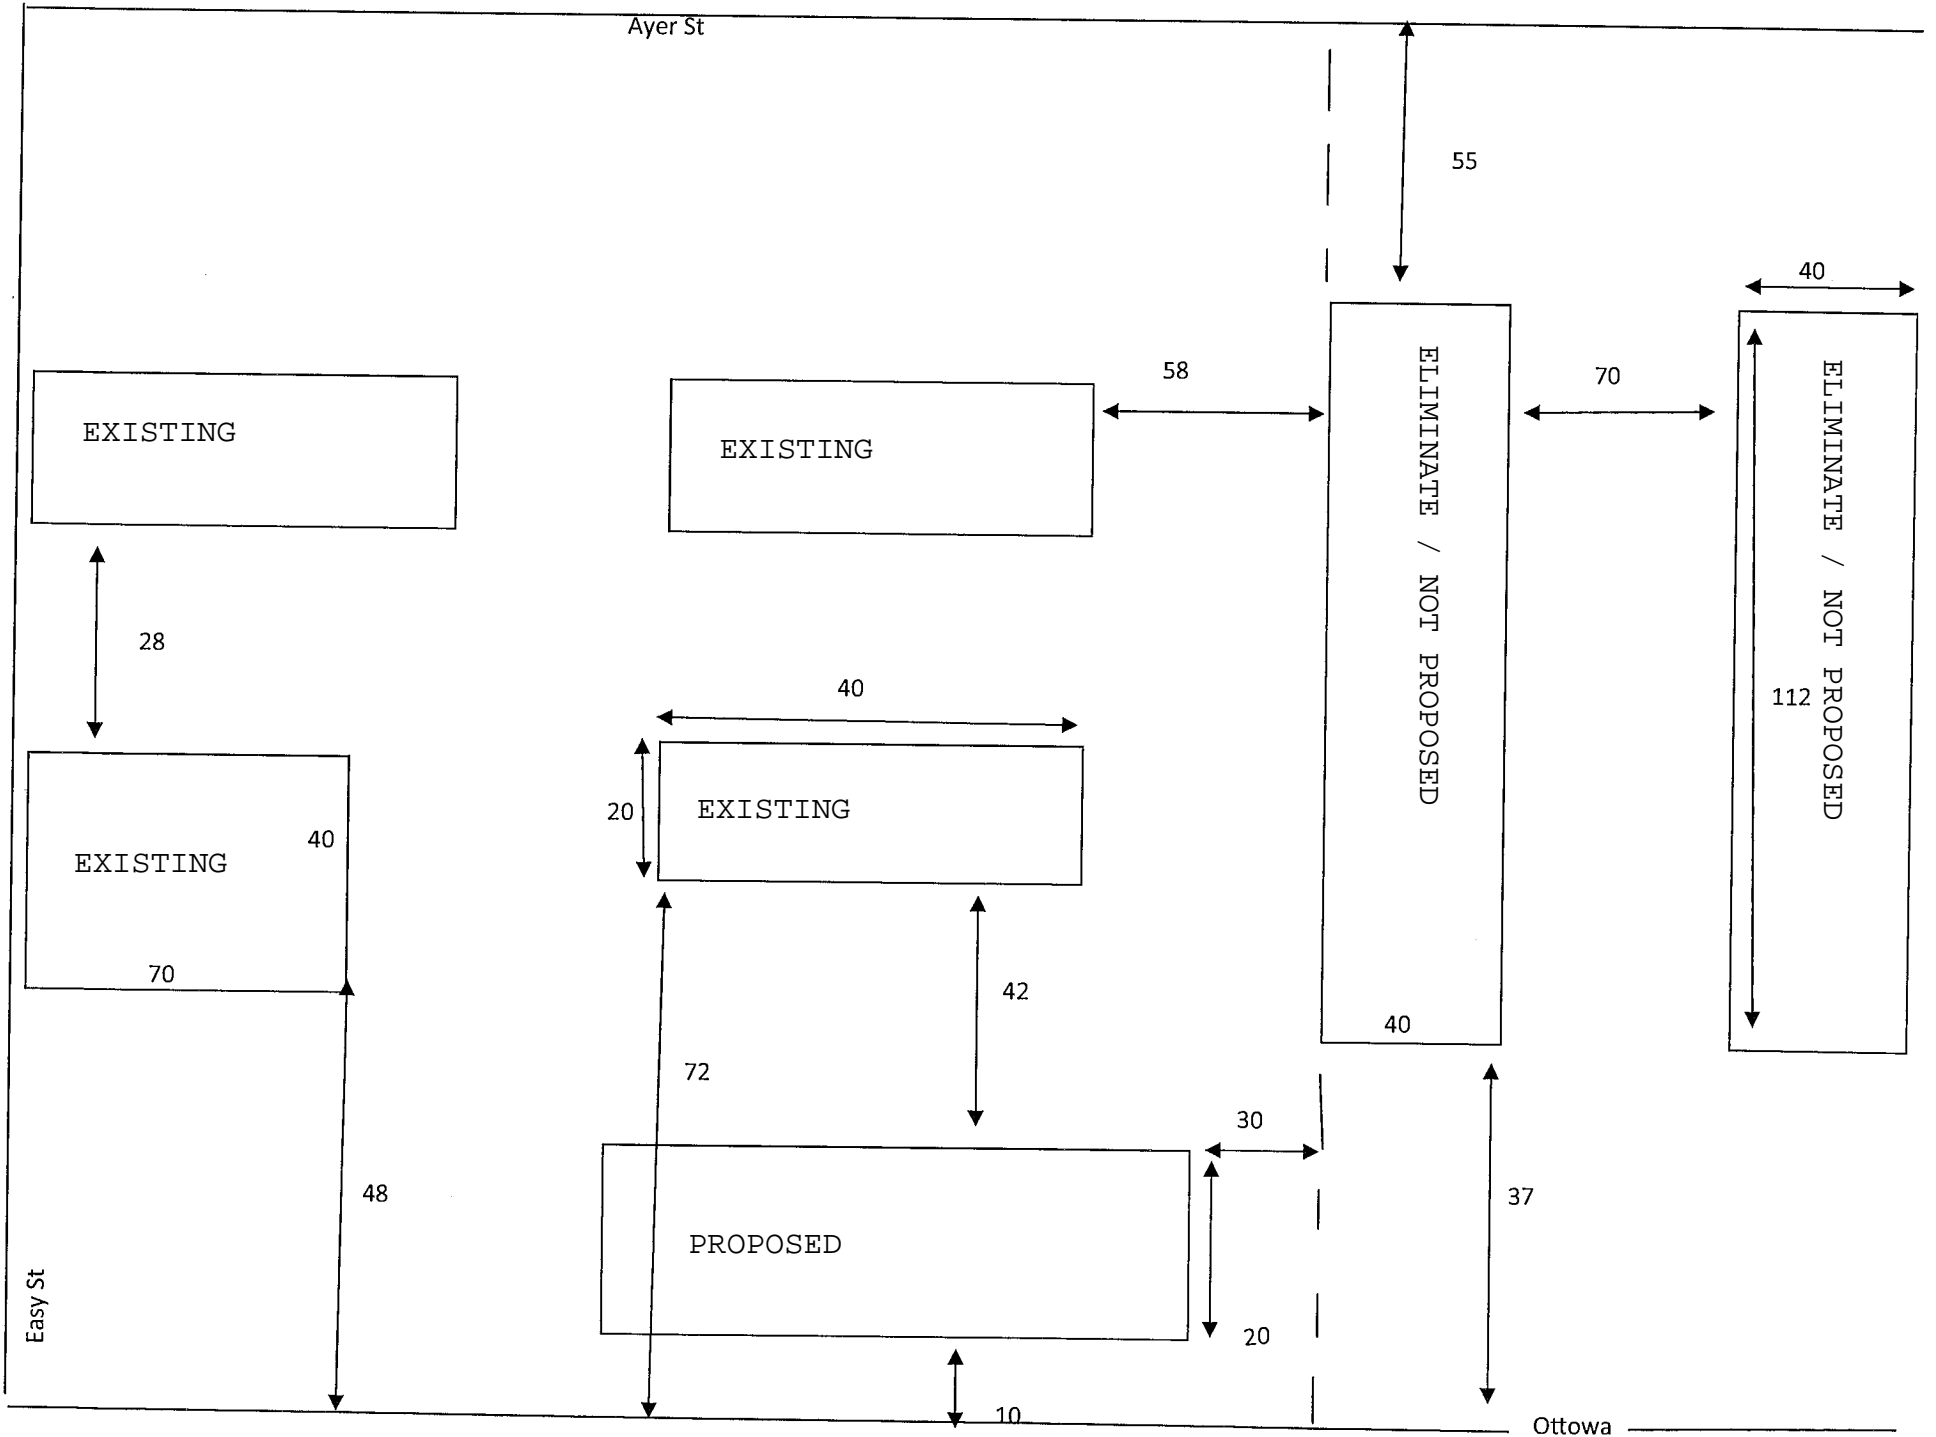 Ayer St
55
40
58
70
EXISTING
EXISTING
ELIMINATE / NOT PROPOSED
ELIMINATE / NOT PROPOSED
28
40
112
20
EXISTING
40
EXISTING
70
42
40
72
30
48
37
PROPOSED
Easy St
20
10
Ottowa